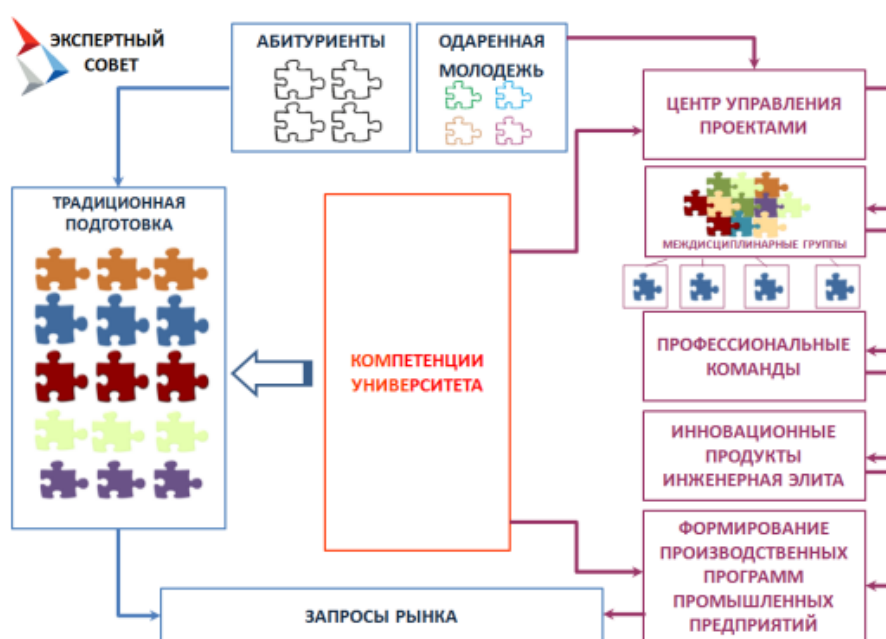 ЭКСПЕРТНЫЙ
СОВЕТ
АБИТУРИЕНТЫ
ОДАРЕННАЯ
МОЛОДЕЖЬ
ЦЕНТР УПРАВЛЕНИЯ
ПРОЕКТАМИ
ТРАДИЦИОННАЯ
ПОДГОТОВКА
МЕЖДИСЦИПЛИНАРНЫЕ ГРУППЫ
КОМПЕТЕНЦИИ
УНИВЕРСИТЕТА
ПРОФЕССИОНАЛЬНЫЕ
КОМАНДЫ
ИННОВАЦИОННЫЕ
ПРОДУКТЫ
ИНЖЕНЕРНАЯ ЭЛИТА
ФОРМИРОВАНИЕ
ПРОИЗВОДСТВЕННЫХ
ПРОГРАММ
ПРОМЫШЛЕННЫХ
ПРЕДПРИЯТИЙ
ЗАПРОСЫ РЫНКА